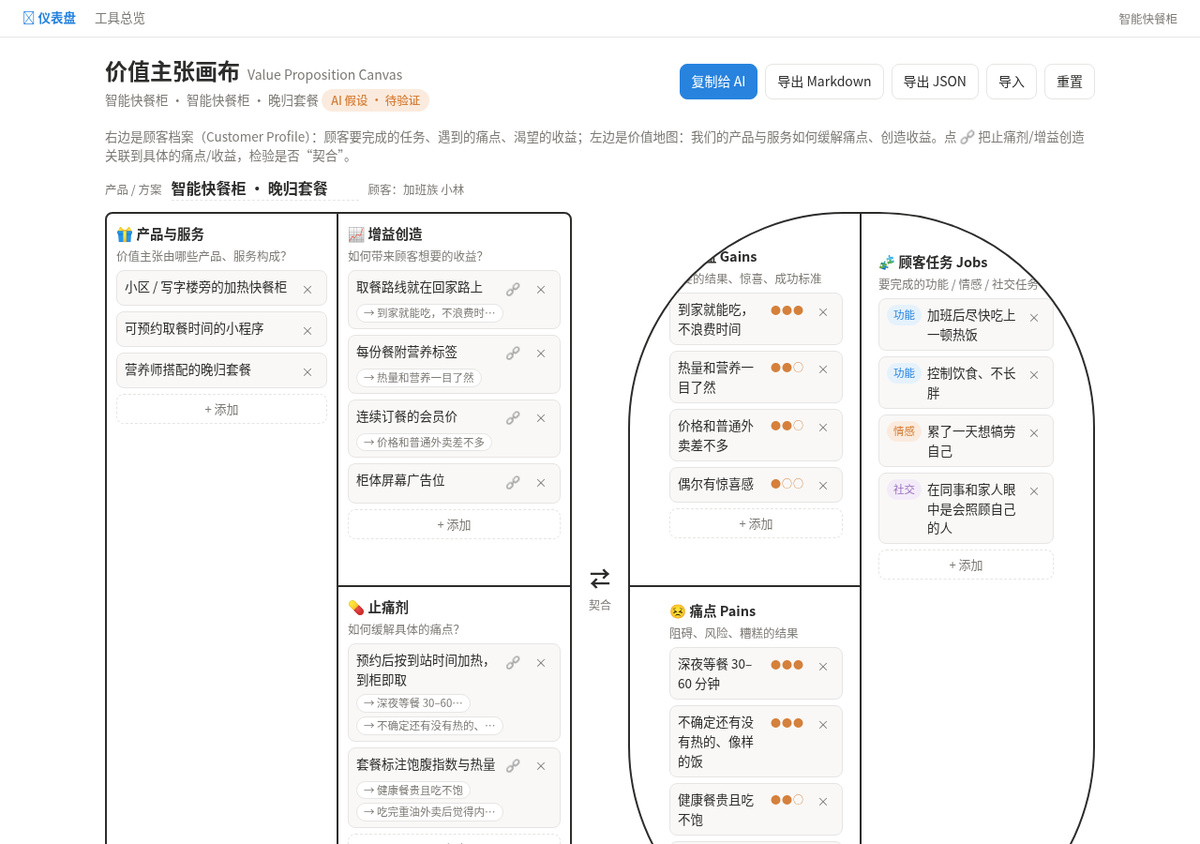 仪表盘
工具总览
智能快餐柜
价值主张画布 Value Proposition Canvas
智能快餐柜 · 智能快餐柜 · 晚归套餐 AI 假设 · 待验证
复制给 AI
导出 Markdown
导出 JSON
导入
重置
右边是顾客档案（Customer Profile）：顾客要完成的任务、遇到的痛点、渴望的收益；左边是价值地图：我们的产品与服务如何缓解痛点、创造收益。点 🔗 把止痛剂/增益创造
关联到具体的痛点/收益，检验是否“契合”。
产品 / 方案 智能快餐柜 · 晚归套餐 顾客：加班族 小林
🎁 产品与服务
价值主张由哪些产品、服务构成？
小区 / 写字楼旁的加热快餐柜 ×
可预约取餐时间的小程序 ×
营养师搭配的晚归套餐 ×
+ 添加
📈 增益创造
如何带来顾客想要的收益？
取餐路线就在回家路上 🔗 ×
→ 到家就能吃，不浪费时…
每份餐附营养标签 🔗 ×
→ 热量和营养一目了然
连续订餐的会员价 🔗 ×
→ 价格和普通外卖差不多
柜体屏幕广告位 🔗 ×
+ 添加
💊 止痛剂
如何缓解具体的痛点？
预约后按到站时间加热，
到柜即取 🔗 ×
→ 深夜等餐 30–60…
→ 不确定还有没有热的、…
套餐标注饱腹指数与热量 🔗 ×
→ 健康餐贵且吃不饱
→ 吃完重油外卖后觉得内…
⇄
契合
Gains
的结果、惊喜、成功标准
到家就能吃，
不浪费时间 ●●● ×
热量和营养一
目了然 ●●○ ×
价格和普通外
卖差不多 ●●○ ×
偶尔有惊喜感 ●○○ ×
+ 添加
😣 痛点 Pains
阻碍、风险、糟糕的结果
深夜等餐 30–
60 分钟 ●●● ×
不确定还有没
有热的、像样
的饭 ●●● ×
健康餐贵且吃
不饱 ●●○ ×
🧩 顾客任务 Jobs
要完成的功能 / 情感 / 社交任务
功能 加班后尽快吃上
一顿热饭 ×
功能 控制饮食、不长
胖 ×
情感 累了一天想犒劳
自己 ×
社交 在同事和家人眼
中是会照顾自己
的人 ×
+ 添加